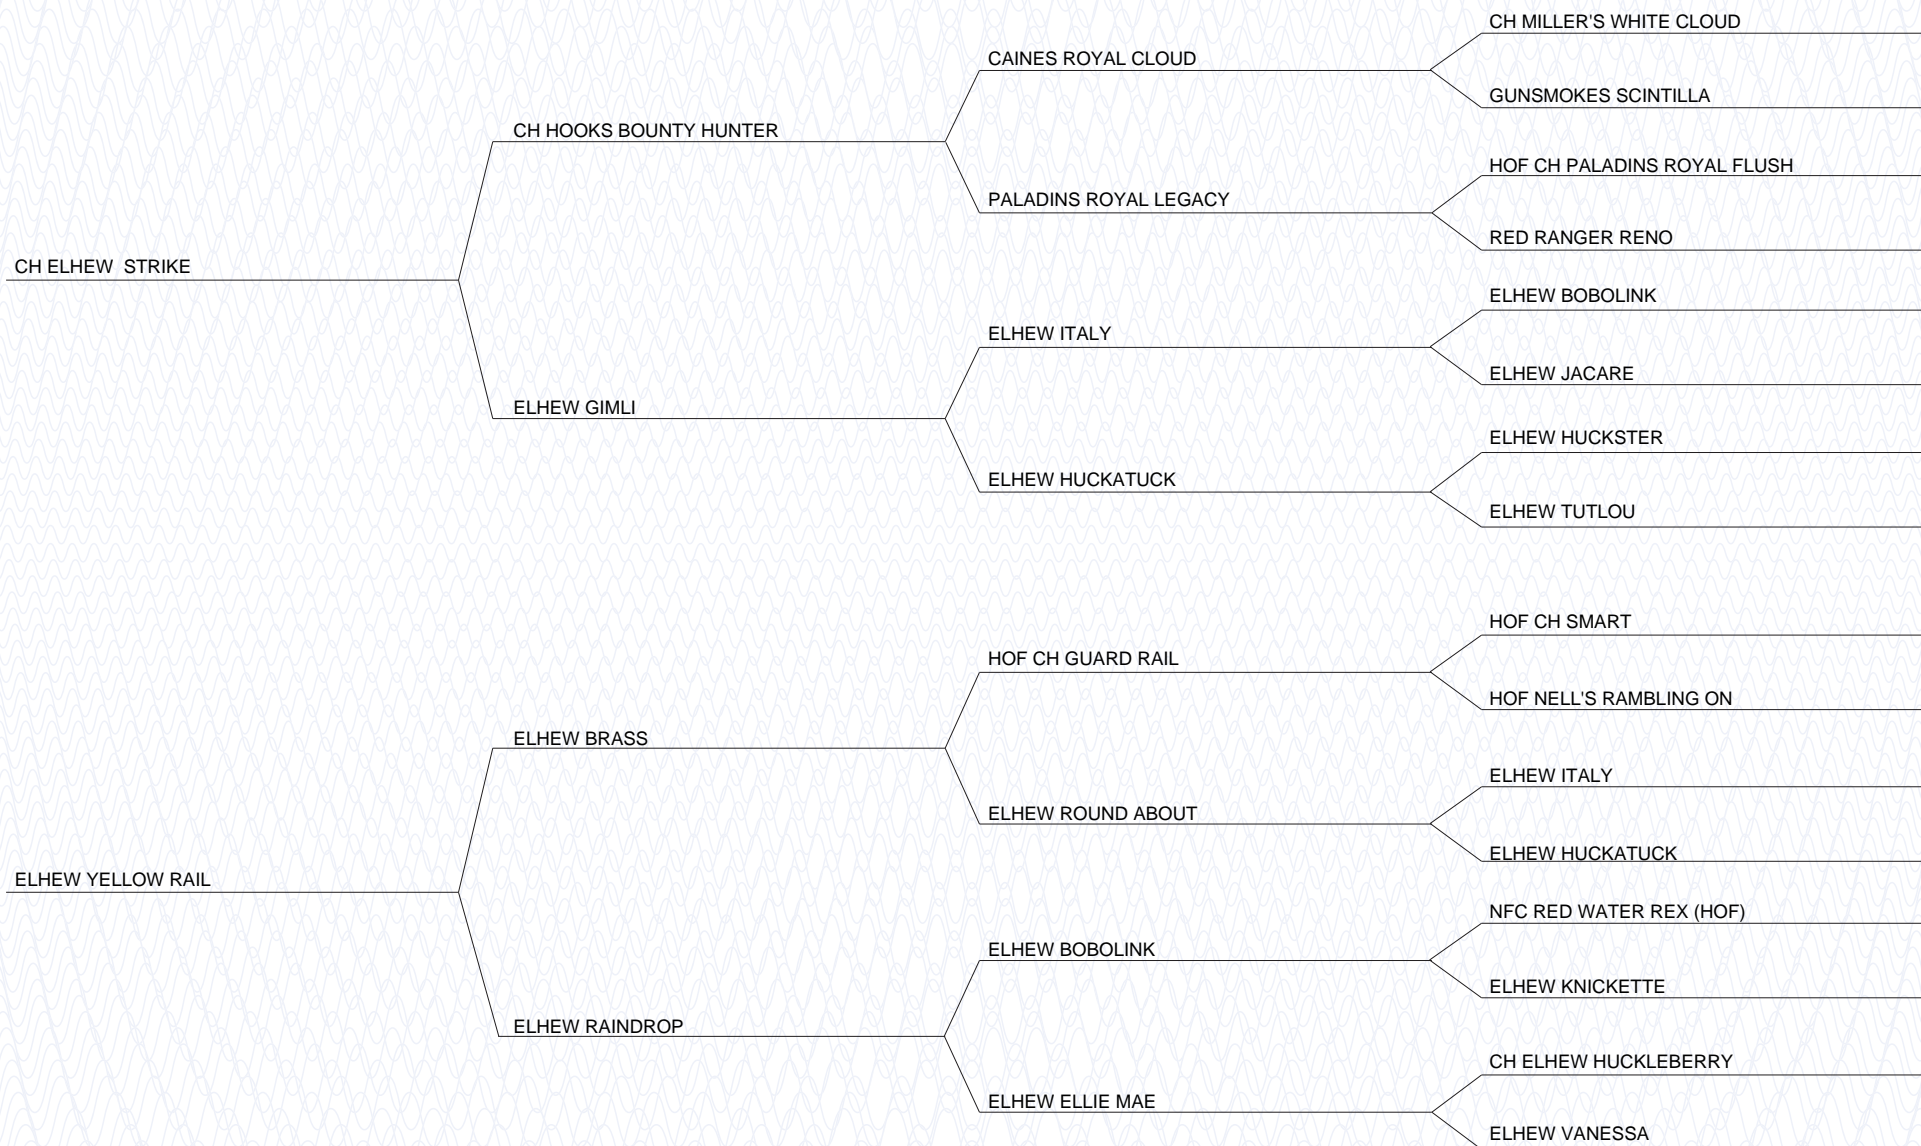 CH MILLER'S WHITE CLOUD
CAINES ROYAL CLOUD
GUNSMOKES SCINTILLA
CH HOOKS BOUNTY HUNTER
HOF CH PALADINS ROYAL FLUSH
PALADINS ROYAL LEGACY
RED RANGER RENO
CH ELHEW  STRIKE
ELHEW BOBOLINK
ELHEW ITALY
ELHEW JACARE
ELHEW GIMLI
ELHEW HUCKSTER
ELHEW HUCKATUCK
ELHEW TUTLOU
HOF CH SMART
HOF CH GUARD RAIL
HOF NELL'S RAMBLING ON
ELHEW BRASS
ELHEW ITALY
ELHEW ROUND ABOUT
ELHEW HUCKATUCK
ELHEW YELLOW RAIL
NFC RED WATER REX (HOF)
ELHEW BOBOLINK
ELHEW KNICKETTE
ELHEW RAINDROP
CH ELHEW HUCKLEBERRY
ELHEW ELLIE MAE
ELHEW VANESSA